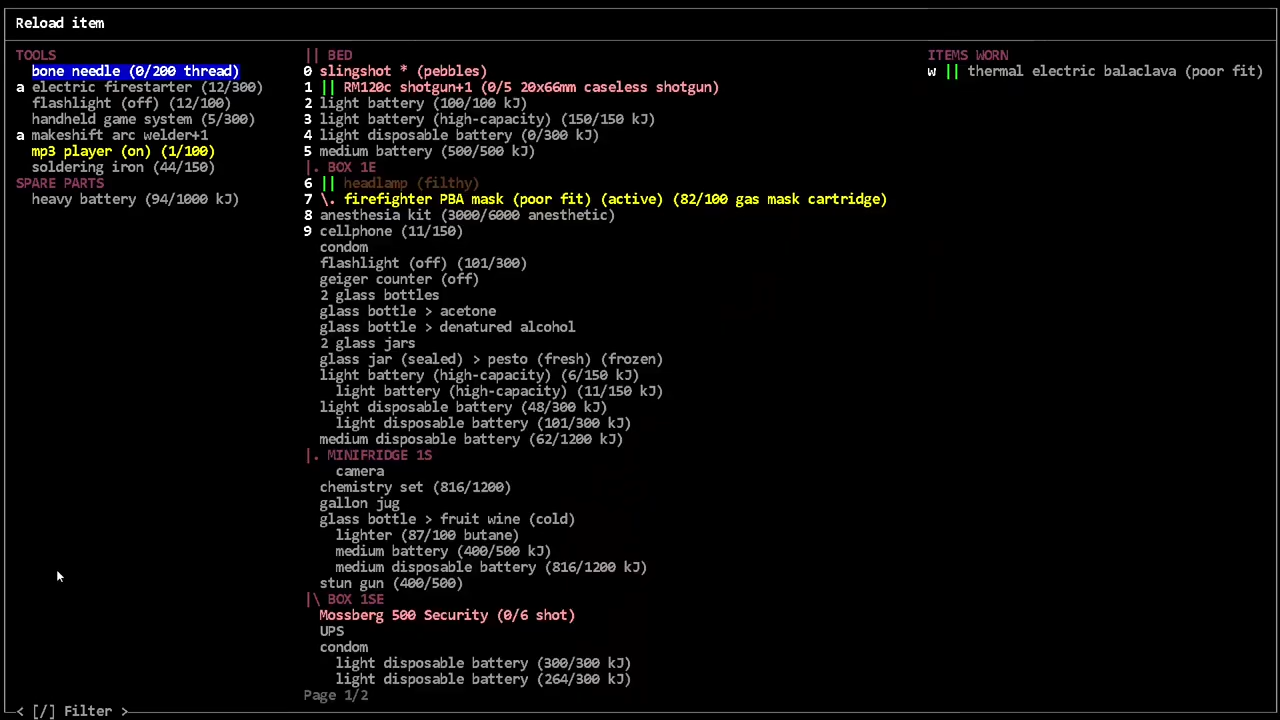 Reload item
TOOLS
bone needle (0/200 thread)
a electric firestarter (12/300)
flashlight (off) (12/100)
handheld game system (5/300)
a makeshift arc welder+1
mp3 player (on) (1/100)
soldering iron (44/150)
SPARE PARTS
heavy battery (94/1000 kJ)
|| BED
0 slingshot * (pebbles)
1 || RM120c shotgun+1 (0/5 20x66mm caseless shotgun)
2 light battery (100/100 kJ)
3 light battery (high-capacity) (150/150 kJ)
4 light disposable battery (0/300 kJ)
5 medium battery (500/500 kJ)
|. BOX 1E
6 || headlamp (filthy)
7 \. firefighter PBA mask (poor fit) (active) (82/100 gas mask cartridge)
8 anesthesia kit (3000/6000 anesthetic)
9 cellphone (11/150)
condom
flashlight (off) (101/300)
geiger counter (off)
2 glass bottles
glass bottle > acetone
glass bottle > denatured alcohol
2 glass jars
glass jar (sealed) > pesto (fresh) (frozen)
light battery (high-capacity) (6/150 kJ)
light battery (high-capacity) (11/150 kJ)
light disposable battery (48/300 kJ)
light disposable battery (101/300 kJ)
medium disposable battery (62/1200 kJ)
|. MINIFRIDGE 1S
camera
chemistry set (816/1200)
gallon jug
glass bottle > fruit wine (cold)
lighter (87/100 butane)
medium battery (400/500 kJ)
medium disposable battery (816/1200 kJ)
stun gun (400/500)
|\ BOX 1SE
Mossberg 500 Security (0/6 shot)
UPS
condom
light disposable battery (300/300 kJ)
light disposable battery (264/300 kJ)
Page 1/2
ITEMS WORN
w || thermal electric balaclava (poor fit)
< [/] Filter >